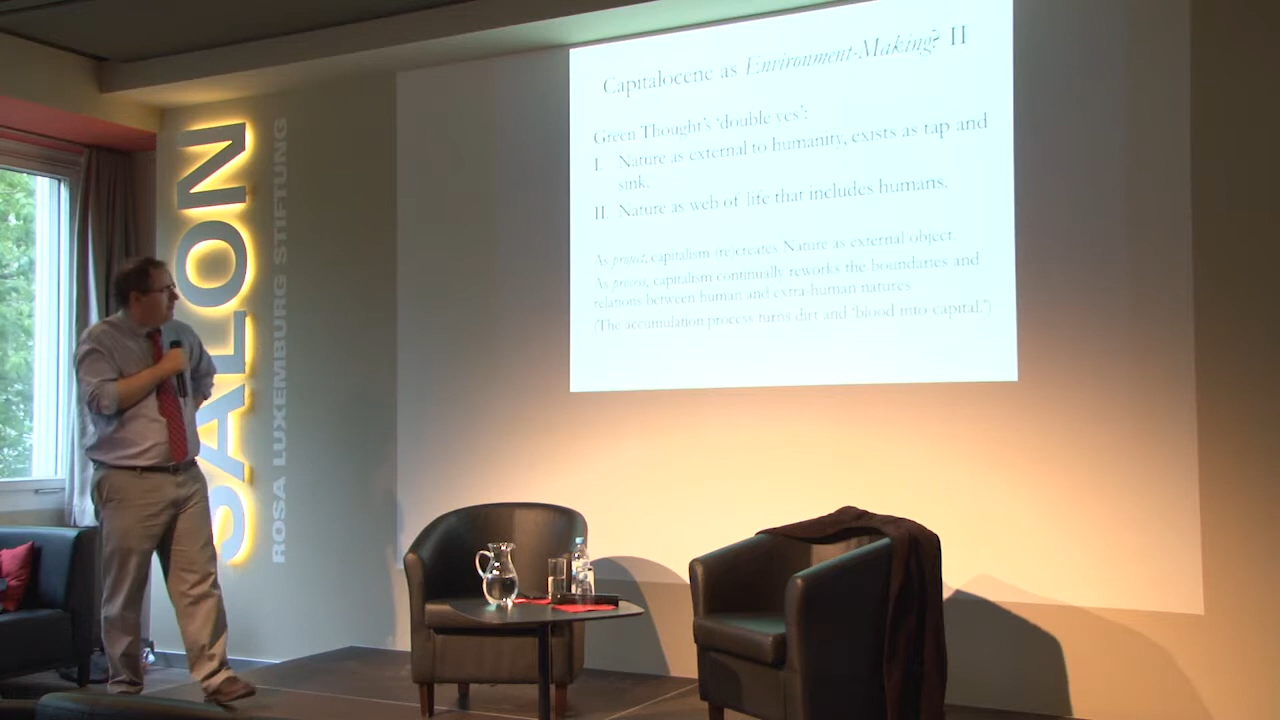 SALON
ROSA LUXEMBURG STIFTUNG
Capitalocene as Environment-Making? II
Green Thought's 'double yes':
I. Nature as external to humanity, exists as tap and
sink.
II. Nature as web of life that includes humans.
As project, capitalism (re)creates Nature as external object.
As process, capitalism continually reworks the boundaries and
relations between human and extra-human natures
(The accumulation process turns dirt and 'blood into capital.')